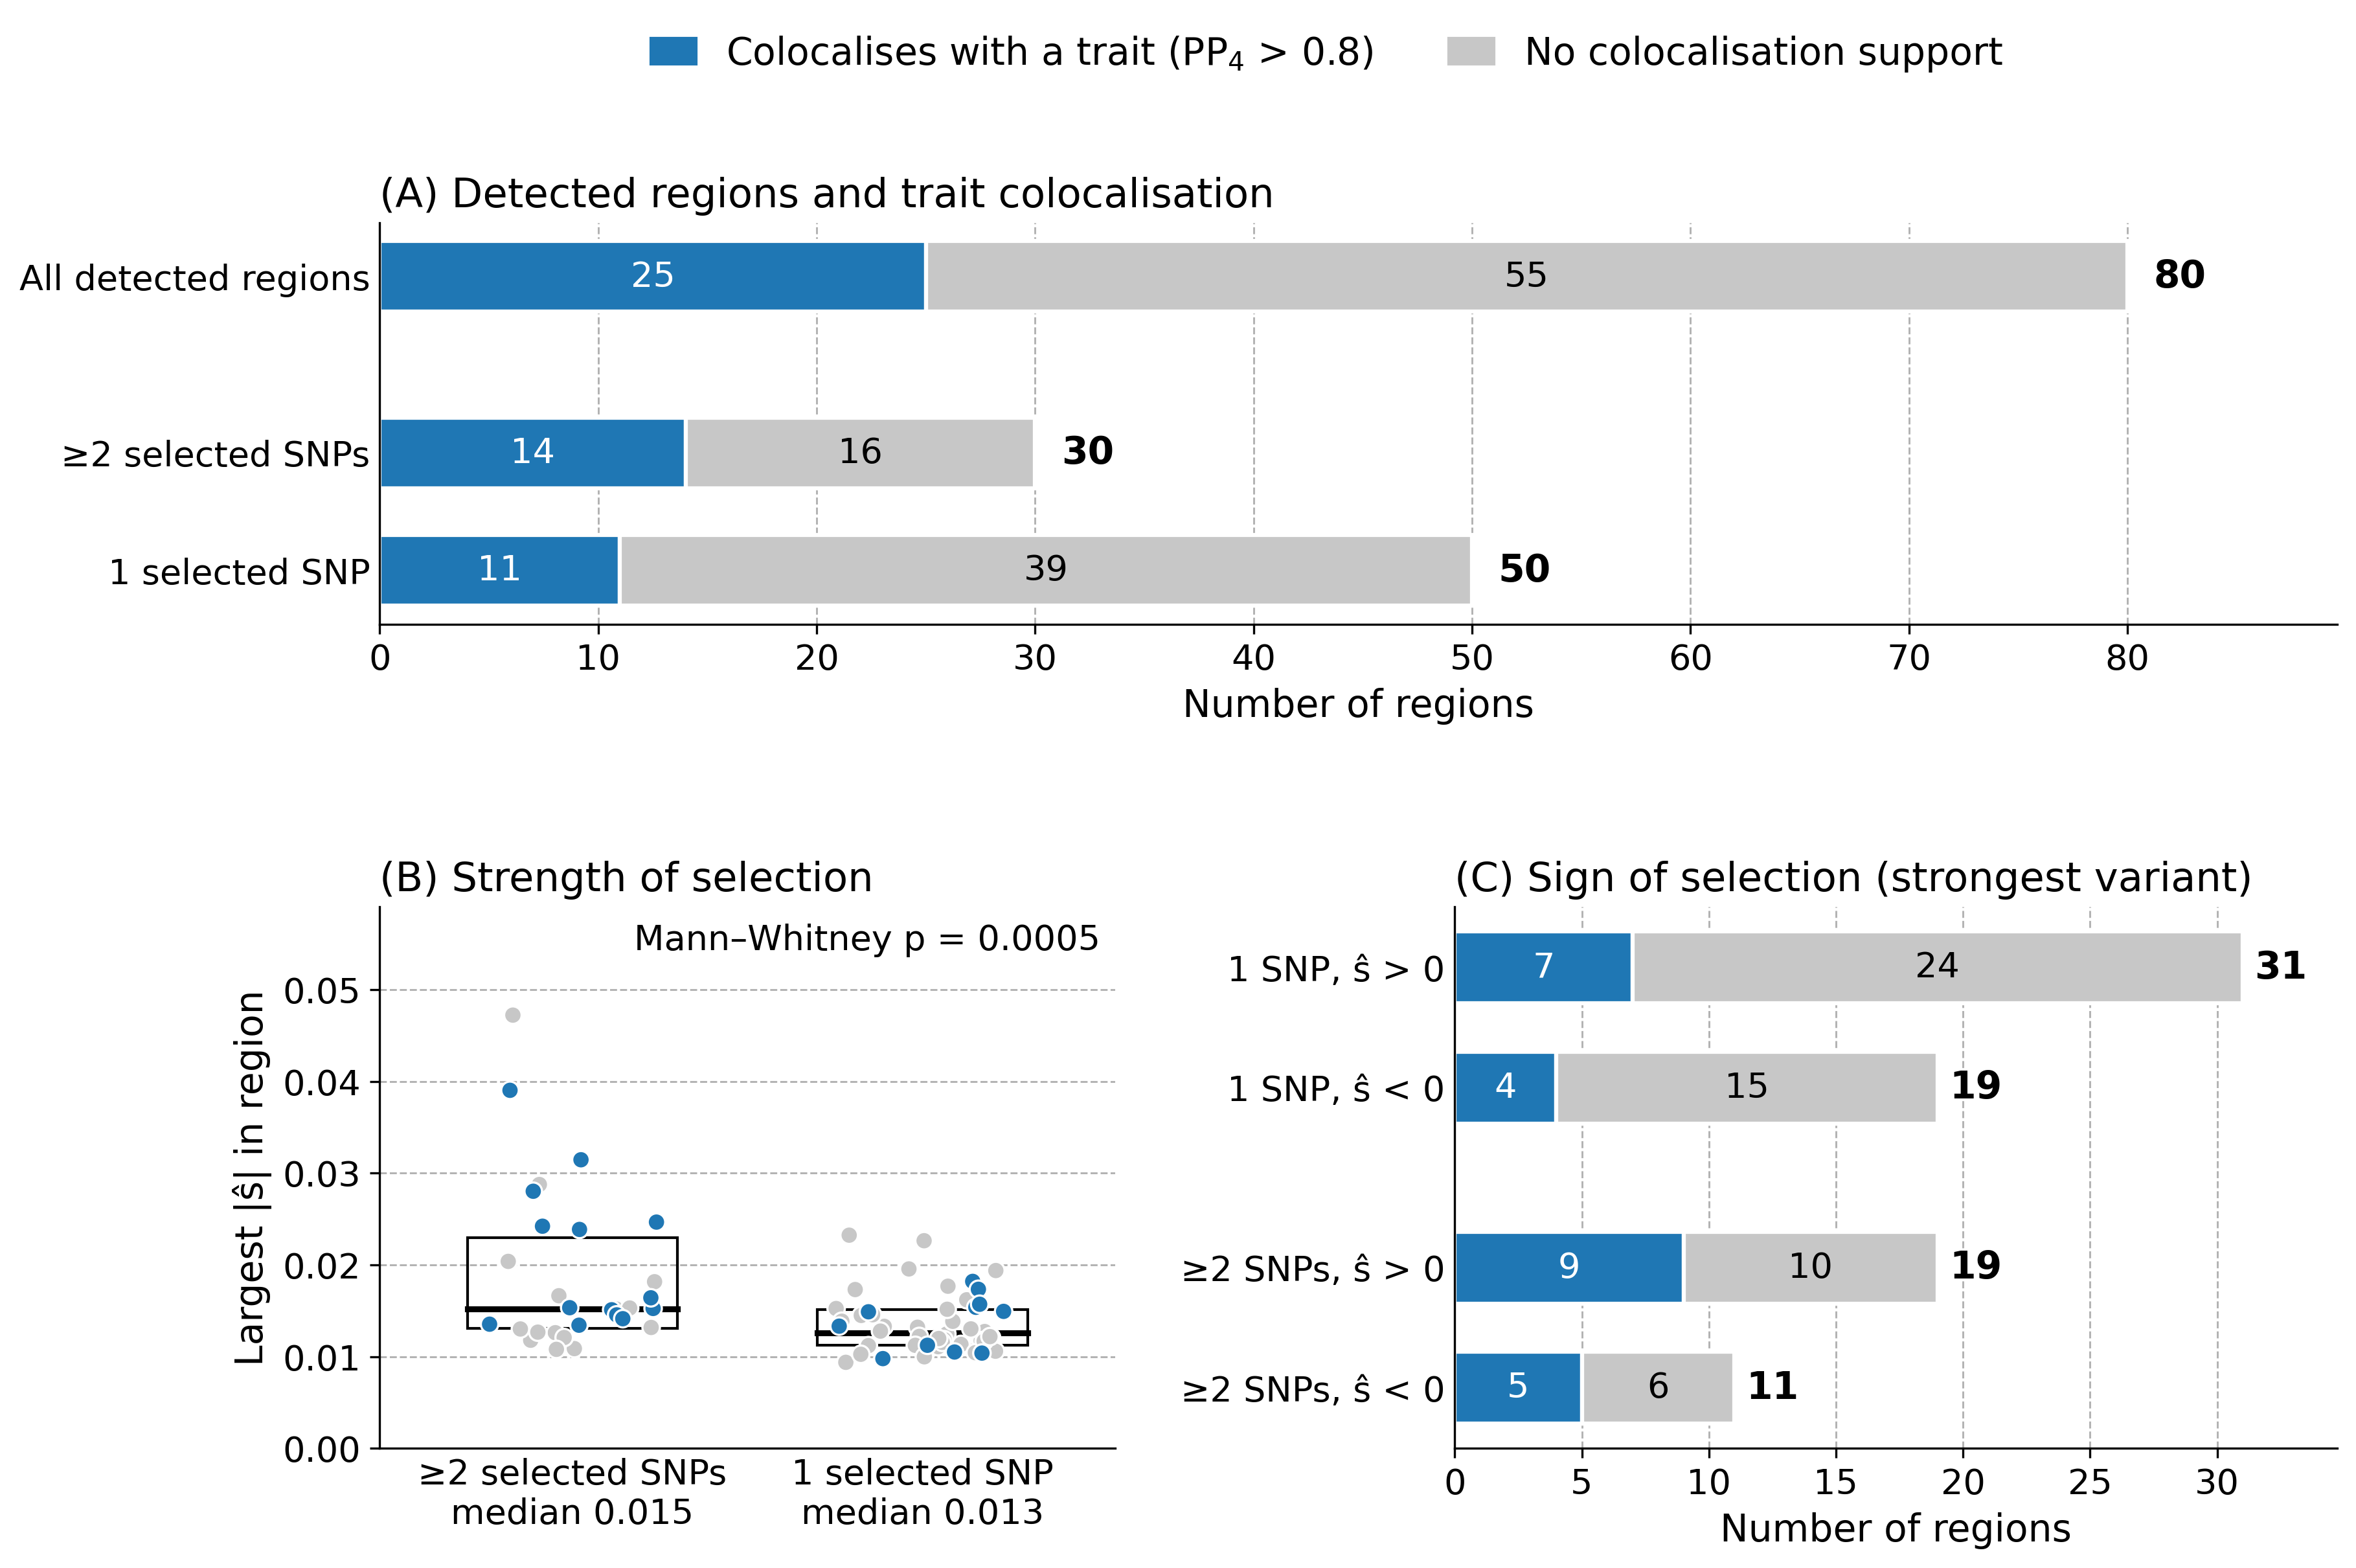 Colocalises with a trait (PP₄ > 0.8)
No colocalisation support
(A) Detected regions and trait colocalisation
All detected regions
25
55
80
≥2 selected SNPs
14
16
30
1 selected SNP
11
39
50
0 10 20 30 40 50 60 70 80
Number of regions
(B) Strength of selection
Mann–Whitney p = 0.0005
Largest |ŝ| in region
0.05
0.04
0.03
0.02
0.01
0.00
≥2 selected SNPs
median 0.015
1 selected SNP
median 0.013
(C) Sign of selection (strongest variant)
1 SNP, ŝ > 0
7
24
31
1 SNP, ŝ < 0
4
15
19
≥2 SNPs, ŝ > 0
9
10
19
≥2 SNPs, ŝ < 0
5
6
11
0 5 10 15 20 25 30
Number of regions